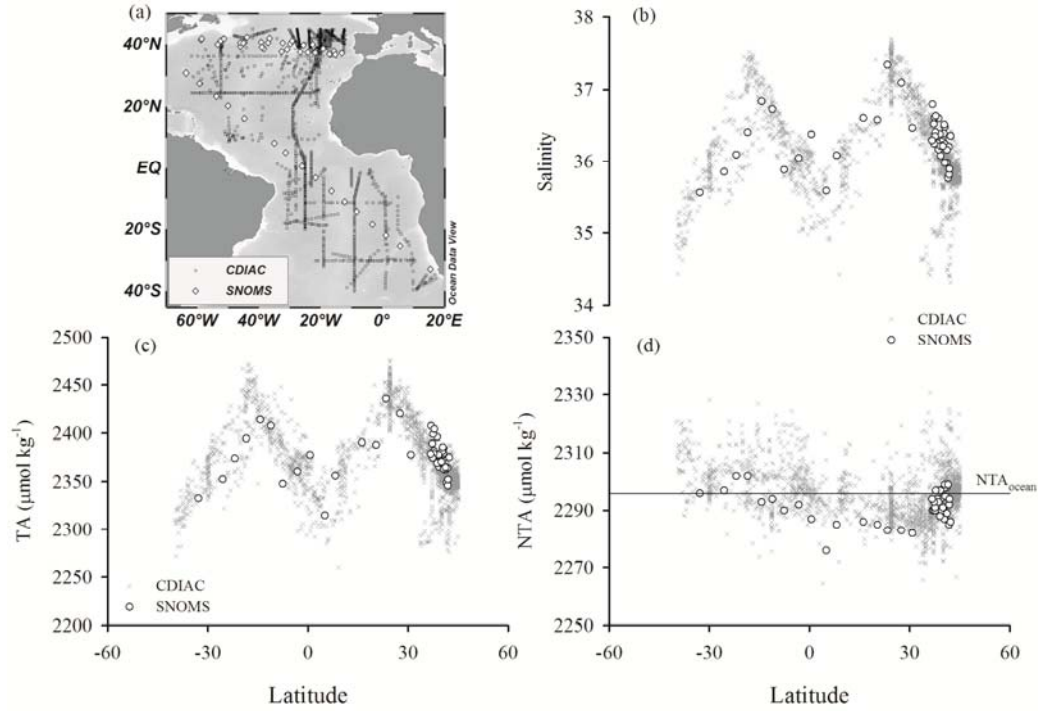 (a)
40°N
20°N
EQ
20°S
40°S
60°W 40°W 20°W 0° 20°E
CDIAC
SNOMS
Ocean Data View
(b)
38
37
36
35
34
Salinity
CDIAC
SNOMS
(c)
2500
2450
2400
2350
2300
2250
2200
TA (µmol kg⁻¹)
CDIAC
SNOMS
-60 -30 0 30 60
Latitude
(d)
2350
2330
2310
2290
2270
2250
NTA (µmol kg⁻¹)
NTAocean
-60 -30 0 30 60
Latitude